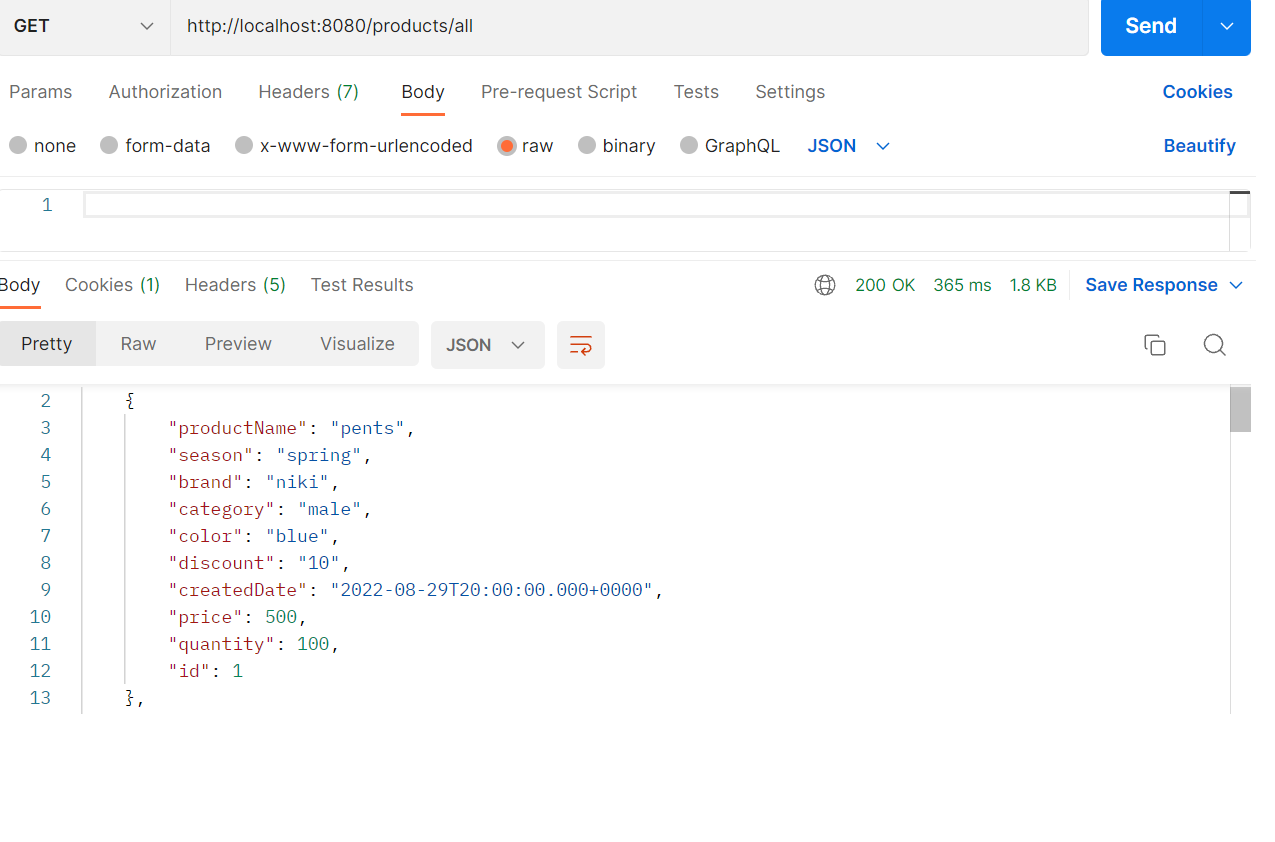 GET http://localhost:8080/products/all Send
Params Authorization Headers (7) Body Pre-request Script Tests Settings Cookies
none form-data x-www-form-urlencoded raw binary GraphQL JSON Beautify
1
Body Cookies (1) Headers (5) Test Results 200 OK 365 ms 1.8 KB Save Response
Pretty Raw Preview Visualize JSON
2 {
3 "productName": "pents",
4 "season": "spring",
5 "brand": "niki",
6 "category": "male",
7 "color": "blue",
8 "discount": "10",
9 "createdDate": "2022-08-29T20:00:00.000+0000",
10 "price": 500,
11 "quantity": 100,
12 "id": 1
13 },